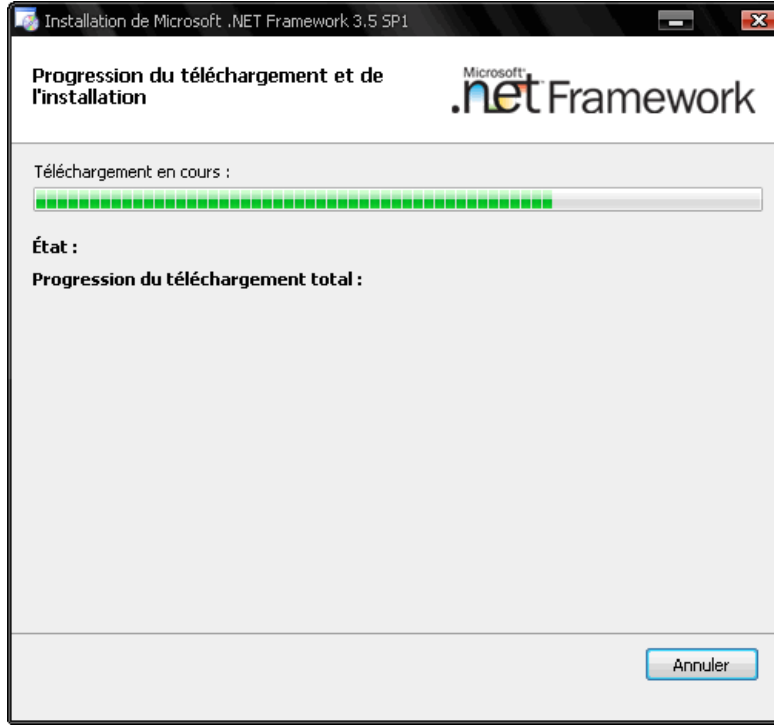 Installation de Microsoft .NET Framework 3.5 SP1
Progression du téléchargement et de
l'installation
Microsoft
.net Framework
Téléchargement en cours :
État :
Progression du téléchargement total :
Annuler